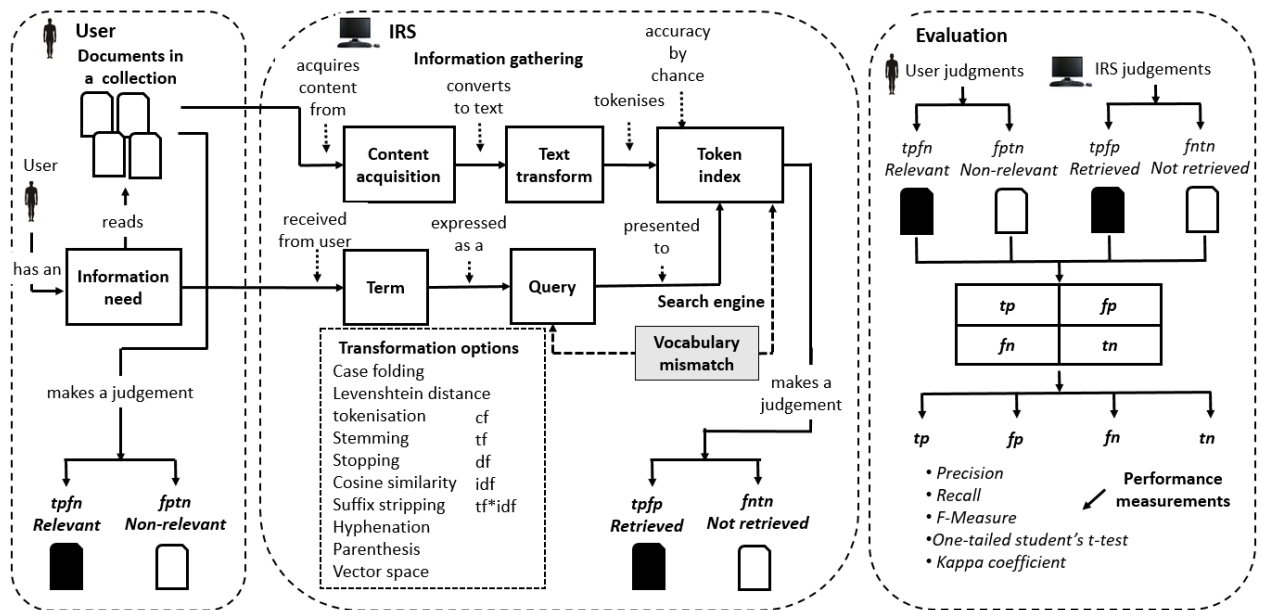 User
Documents in
a collection
User
reads
has an
Information
need
makes a judgement
tpfn
Relevant
fptn
Non-relevant
IRS
Information gathering
acquires
content
from
converts
to text
tokenises
accuracy
by
chance
Content
acquisition
Text
transform
Token
index
received
from user
expressed
as a
presented
to
Term
Query
Search engine
Vocabulary
mismatch
Transformation options
Case folding
Levenshtein distance
tokenisation cf
Stemming tf
Stopping df
Cosine similarity idf
Suffix stripping tf*idf
Hyphenation
Parenthesis
Vector space
makes a
judgement
tpfp
Retrieved
fntn
Not retrieved
Evaluation
User judgments
IRS judgements
tpfn
Relevant
fptn
Non-relevant
tpfp
Retrieved
fntn
Not retrieved
tp fp
fn tn
tp fp fn tn
• Precision
• Recall
• F-Measure
•One-tailed student's t-test
• Kappa coefficient
Performance
measurements